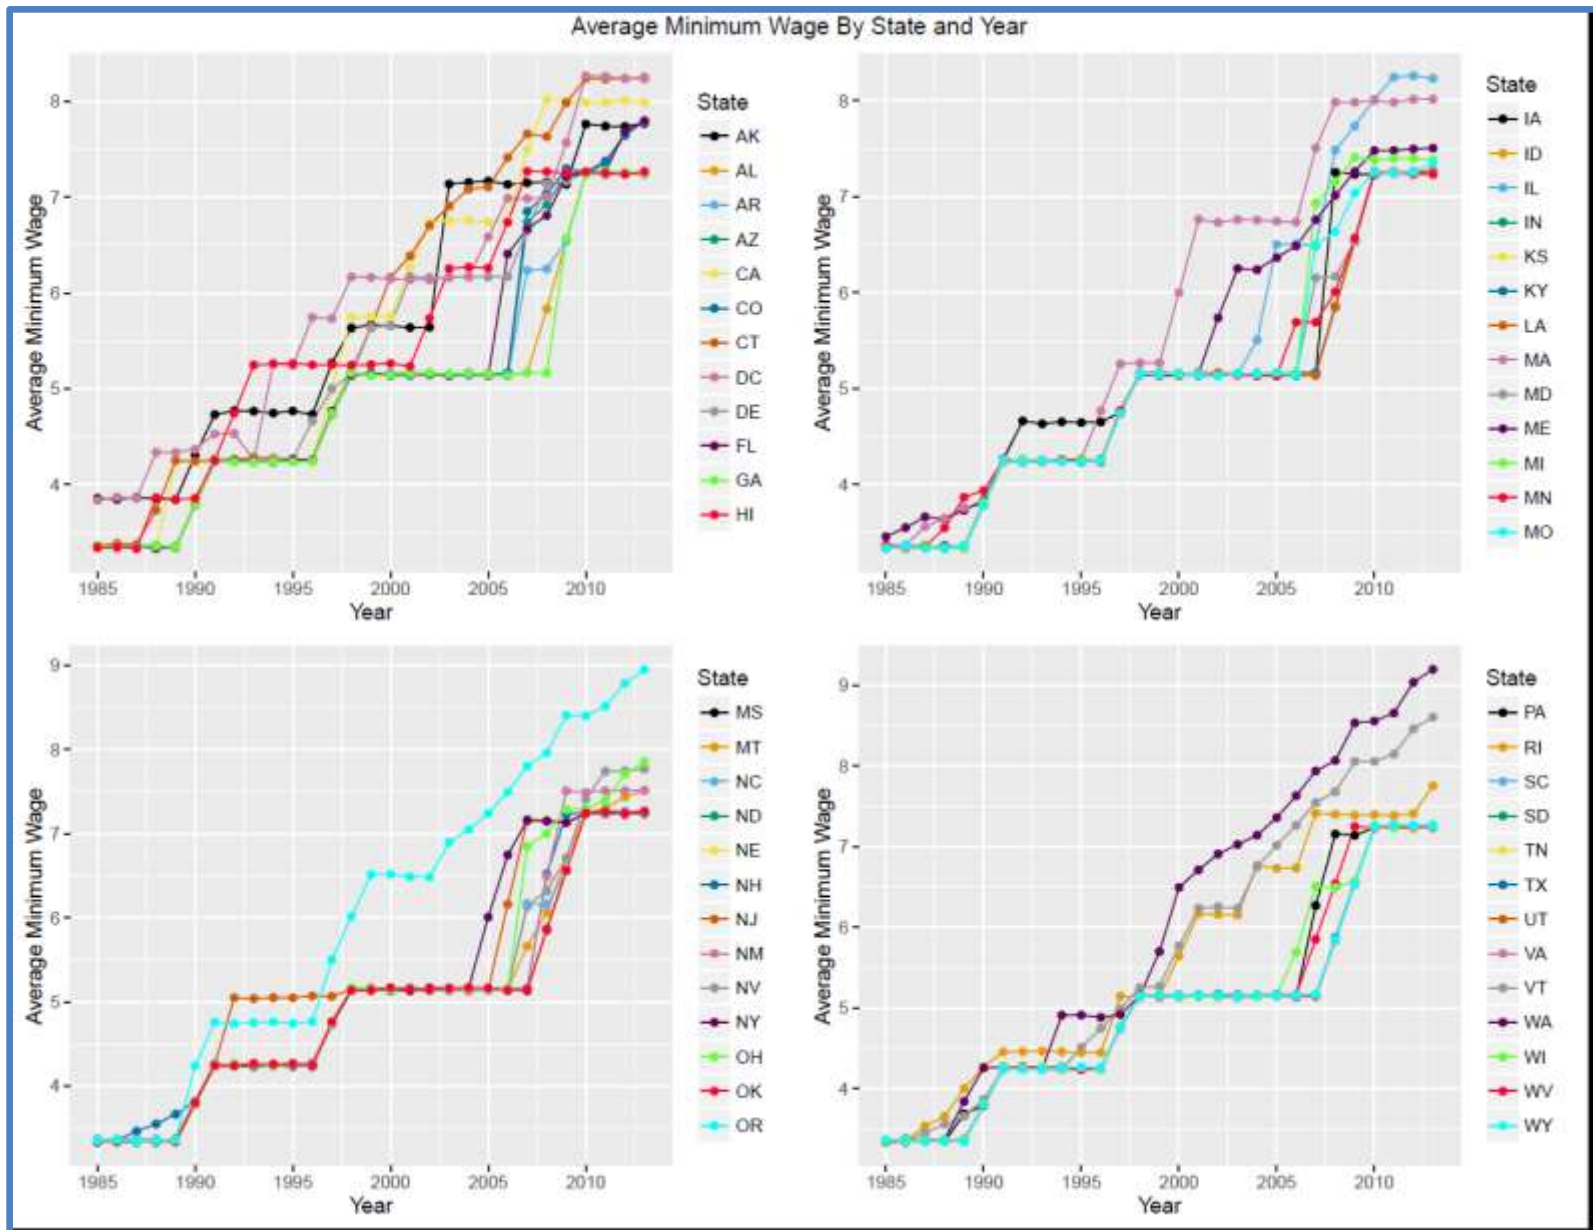 Average Minimum Wage By State and Year
Average Minimum Wage
8
7
6
5
4
1985 1990 1995 2000 2005 2010
Year
State
AK
AL
AR
AZ
CA
CO
CT
DC
DE
FL
GA
HI
Average Minimum Wage
8
7
6
5
4
1985 1990 1995 2000 2005 2010
Year
State
IA
ID
IL
IN
KS
KY
LA
MA
MD
ME
MI
MN
MO
Average Minimum Wage
9
8
7
6
5
4
1985 1990 1995 2000 2005 2010
Year
State
MS
MT
NC
ND
NE
NH
NJ
NM
NV
NY
OH
OK
OR
Average Minimum Wage
9
8
7
6
5
4
1985 1990 1995 2000 2005 2010
Year
State
PA
RI
SC
SD
TN
TX
UT
VA
VT
WA
WI
WV
WY